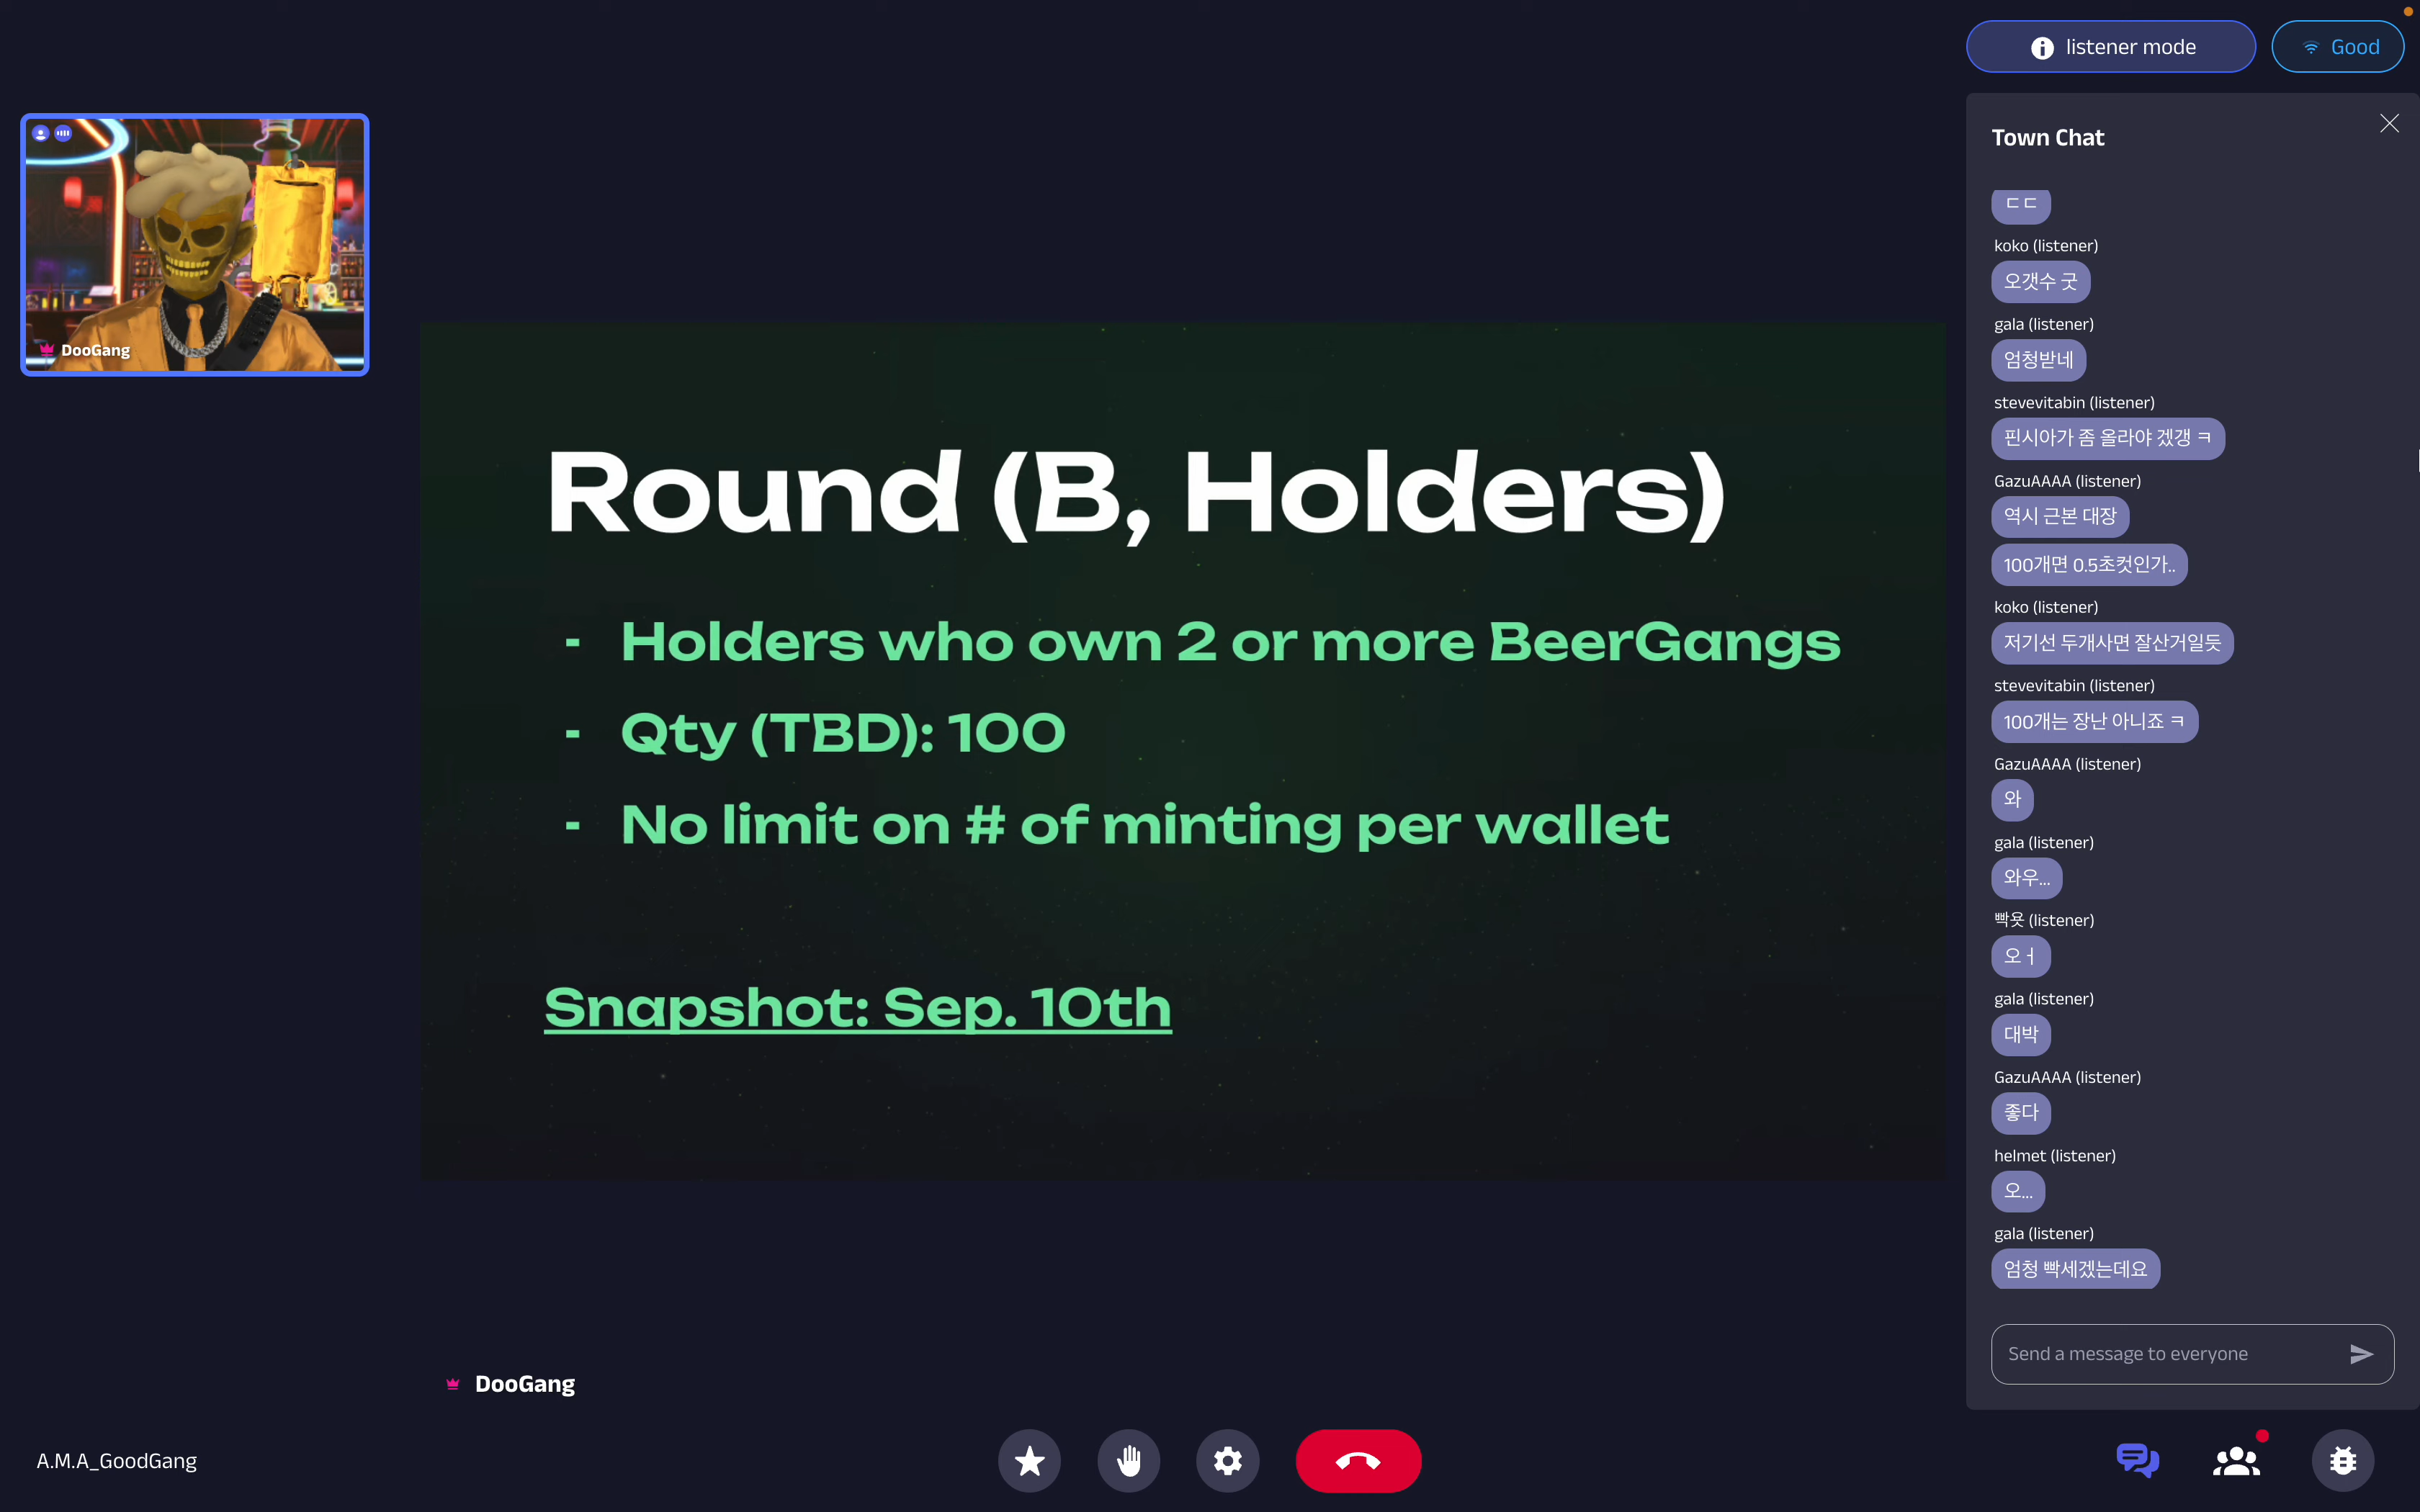 listener mode
Good
DooGang
Round (B, Holders)
- Holders who own 2 or more BeerGangs
- Qty (TBD): 100
- No limit on # of minting per wallet
Snapshot: Sep. 10th
DooGang
A.M.A_GoodGang
Town Chat
ㄷㄷ
koko (listener)
오갯수 굿
gala (listener)
엄청받네
stevevitabin (listener)
핀시아가 좀 올라야 겠갱 ㅋ
GazuAAAA (listener)
역시 근본 대장
100개면 0.5초컷인가..
koko (listener)
저기선 두개사면 잘산거일듯
stevevitabin (listener)
100개는 장난 아니죠 ㅋ
GazuAAAA (listener)
와
gala (listener)
와우...
빡욧 (listener)
오ㅓ
gala (listener)
대박
GazuAAAA (listener)
좋다
helmet (listener)
오...
gala (listener)
엄청 빡세겠는데요
Send a message to everyone